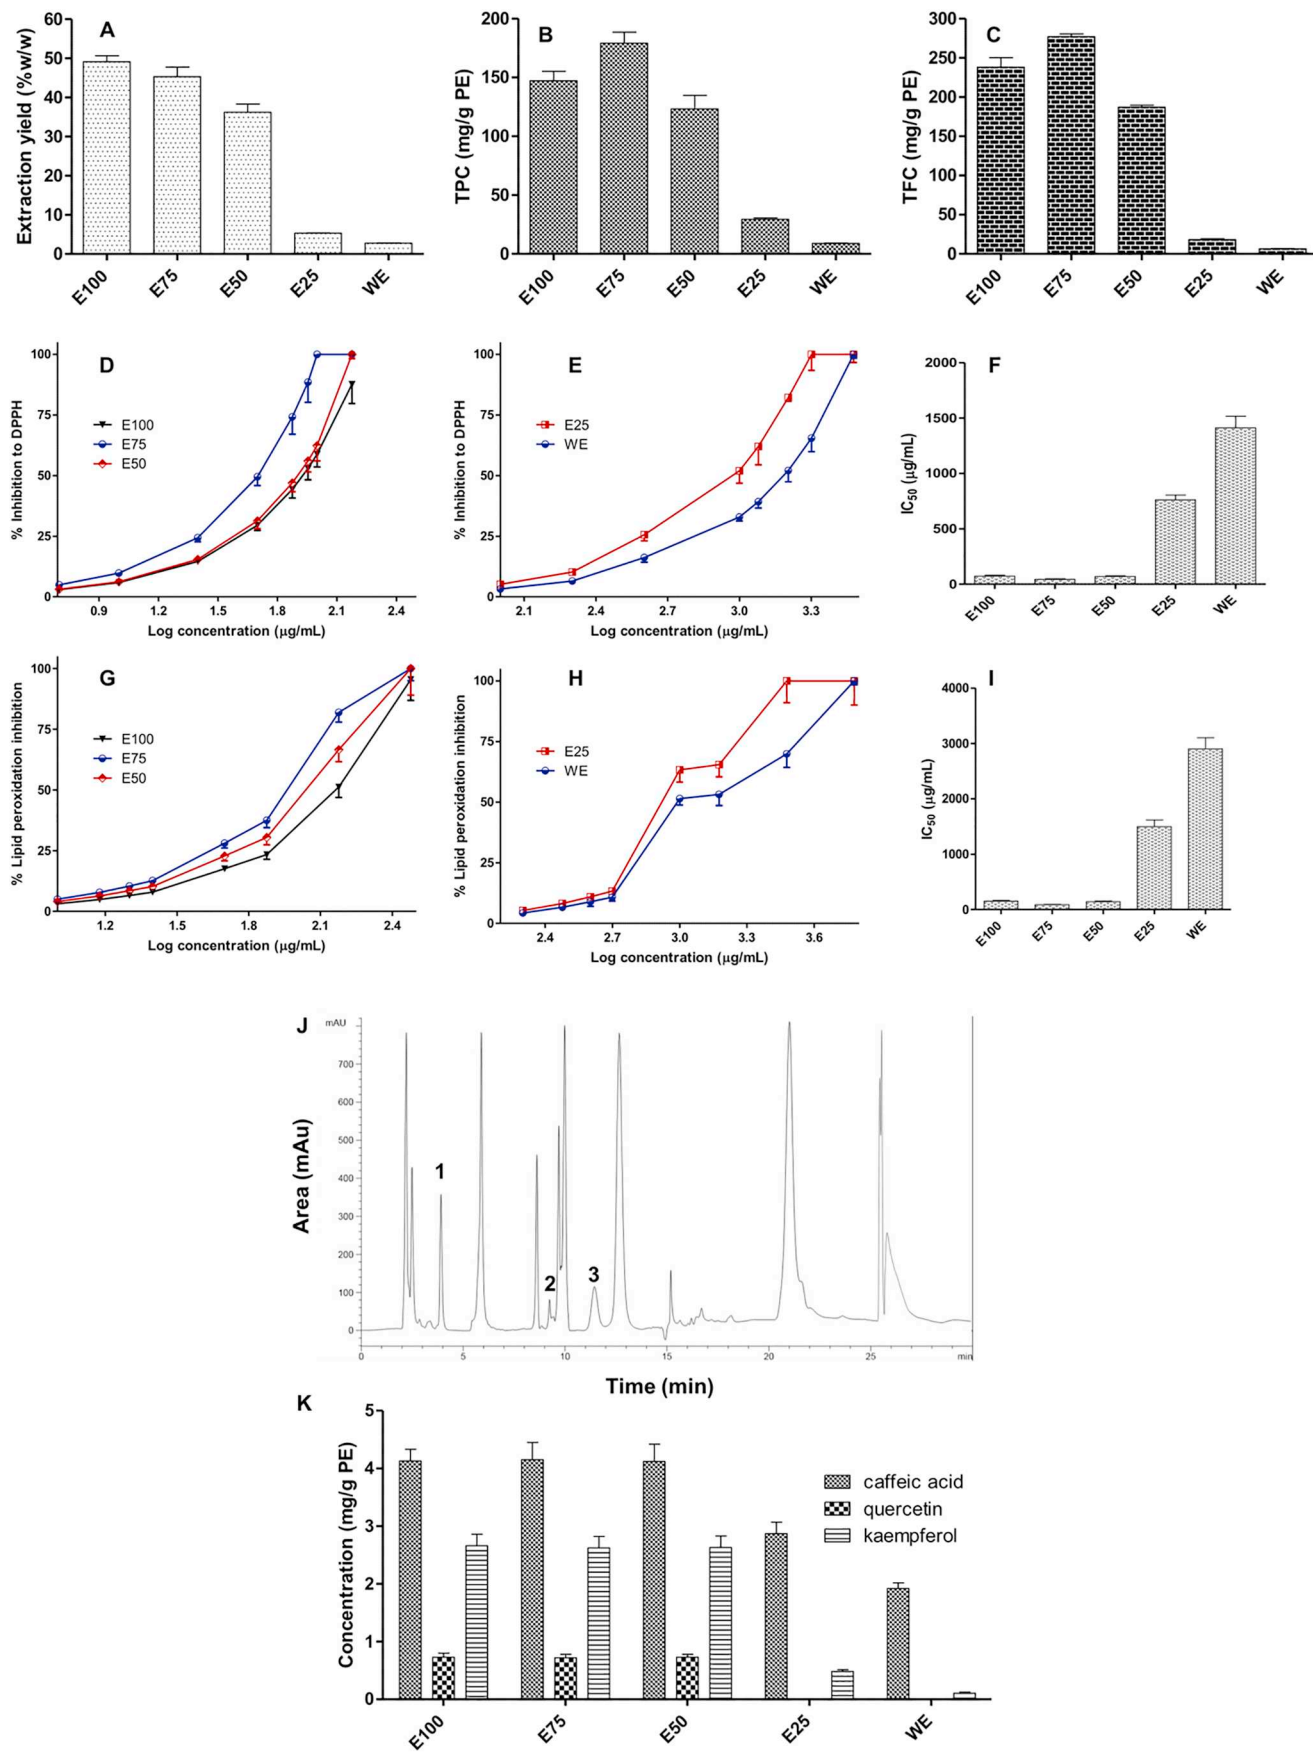 A
Extraction yield (%w/w)
60
50
40
30
20
10
0
E100
E75
E50
E25
WE
B
TPC (mg/g PE)
200
150
100
50
0
E100
E75
E50
E25
WE
C
TFC (mg/g PE)
300
250
200
150
100
50
0
E100
E75
E50
E25
WE
D
% Inhibition to DPPH
100
75
50
25
0
E100
E75
E50
0.9 1.2 1.5 1.8 2.1 2.4
Log concentration (μg/mL)
E
% Inhibition to DPPH
100
75
50
25
0
E25
WE
2.1 2.4 2.7 3.0 3.3
Log concentration (μg/mL)
F
IC50 (μg/mL)
2000
1500
1000
500
0
E100
E75
E50
E25
WE
G
% Lipid peroxidation inhibition
100
75
50
25
0
E100
E75
E50
1.2 1.5 1.8 2.1 2.4
Log concentration (μg/mL)
H
% Lipid peroxidation inhibition
100
75
50
25
0
E25
WE
2.4 2.7 3.0 3.3 3.6
Log concentration (μg/mL)
I
IC50 (μg/mL)
4000
3000
2000
1000
0
E100
E75
E50
E25
WE
J
mAU
Area (mAu)
700
600
500
400
300
200
100
0
1
2
3
0 5 10 15 20 25 min
Time (min)
K
Concentration (mg/g PE)
5
4
3
2
1
0
caffeic acid
quercetin
kaempferol
E100
E75
E50
E25
WE